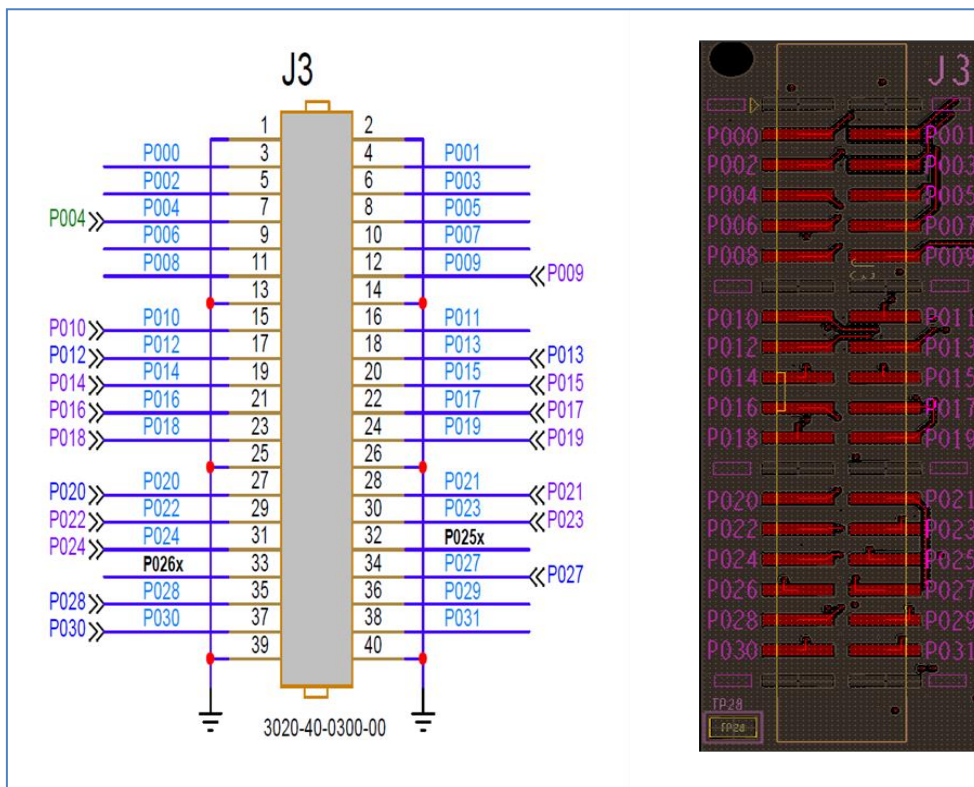 J3
1 2
P000 3 4 P001
P002 5 6 P003
P004 P004 7 8 P005
P006 9 10 P007
P008 11 12 P009 P009
13 14
P010 P010 15 16 P011
P012 P012 17 18 P013 P013
P014 P014 19 20 P015 P015
P016 P016 21 22 P017 P017
P018 P018 23 24 P019 P019
25 26
P020 P020 27 28 P021 P021
P022 P022 29 30 P023 P023
P024 P024 31 32 P025x
P026x 33 34 P027 P027
P028 P028 35 36 P029
P030 P030 37 38 P031
39 40
3020-40-0300-00
J3
P000 P001
P002 P003
P004 P005
P006 P007
P008 P009
P010 P011
P012 P013
P014 P015
P016 P017
P018 P019
P020 P021
P022 P023
P024 P025
P026 P027
P028 P029
P030 P031
TP28
TP28